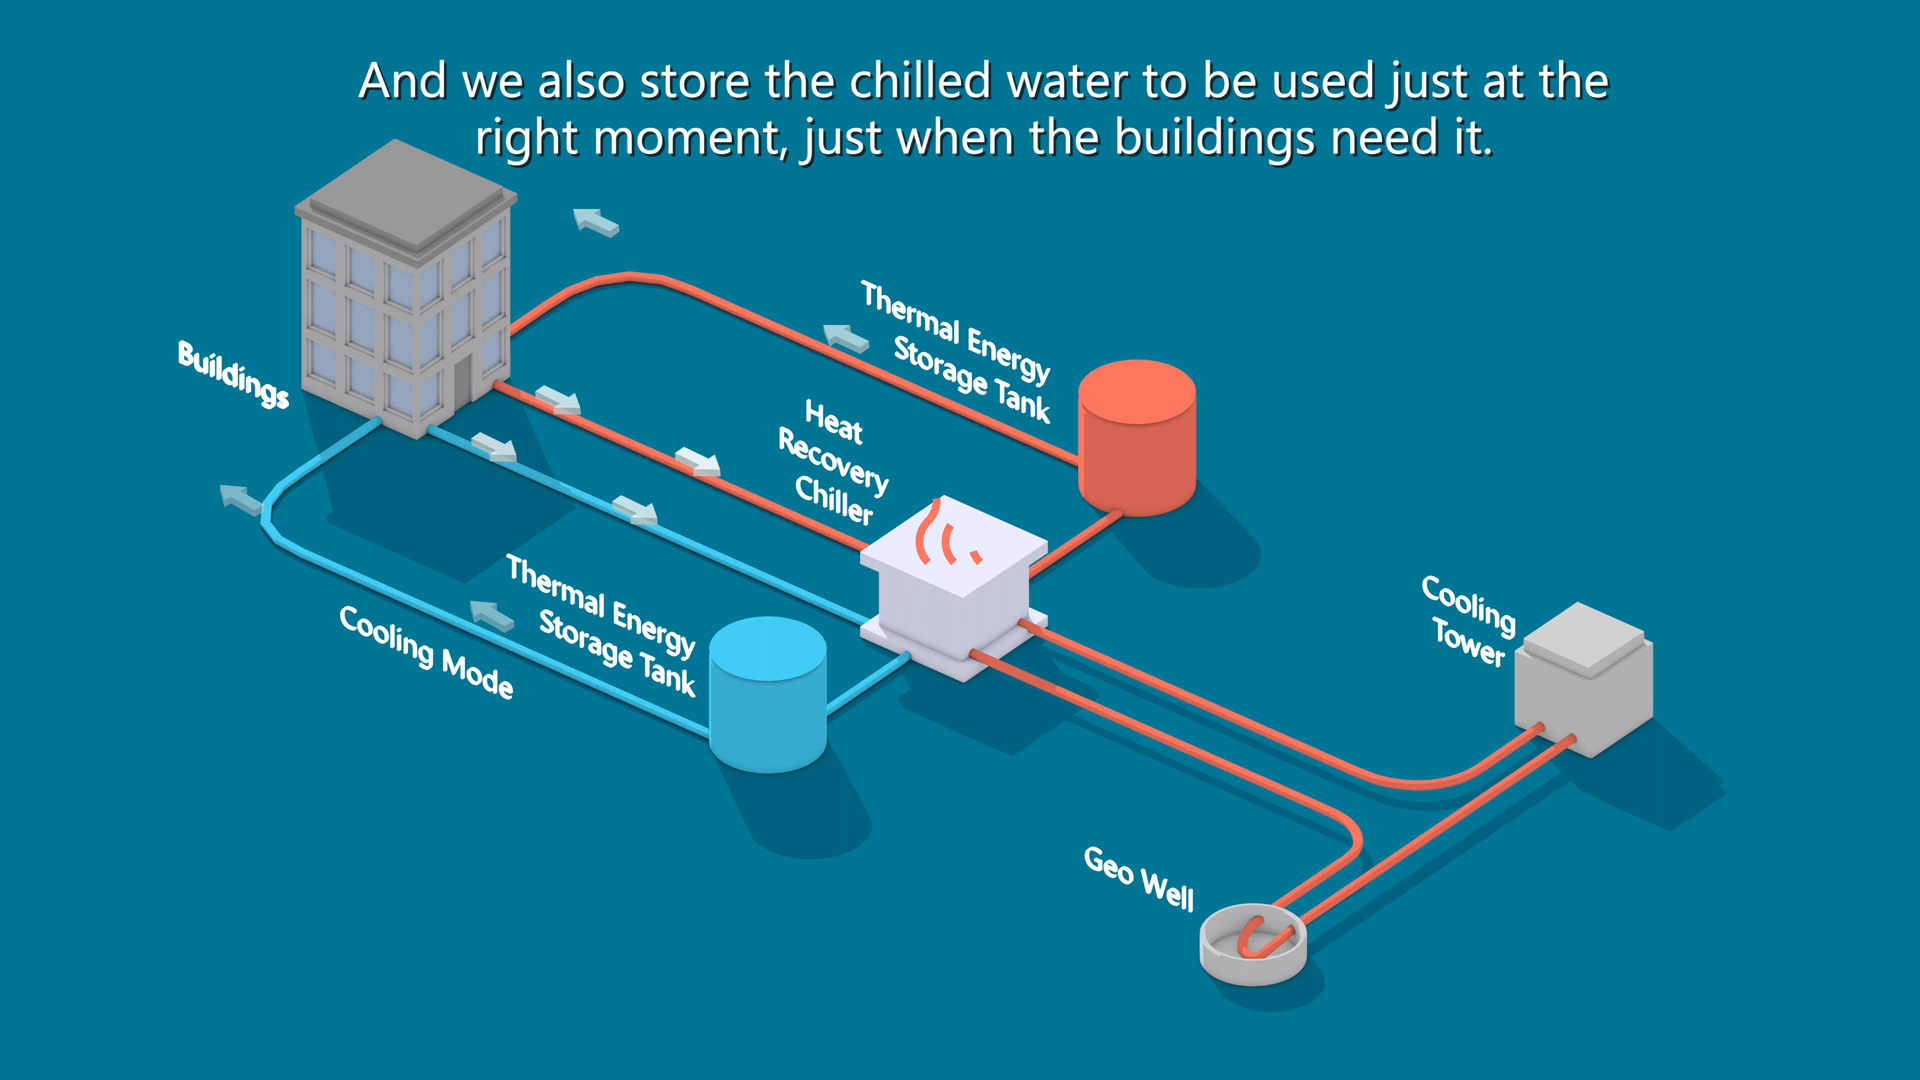 And we also store the chilled water to be used just at the
right moment, just when the buildings need it.
Buildings
Thermal Energy
Storage Tank
Heat
Recovery
Chiller
Thermal Energy
Storage Tank
Cooling Mode
Cooling
Tower
Geo Well